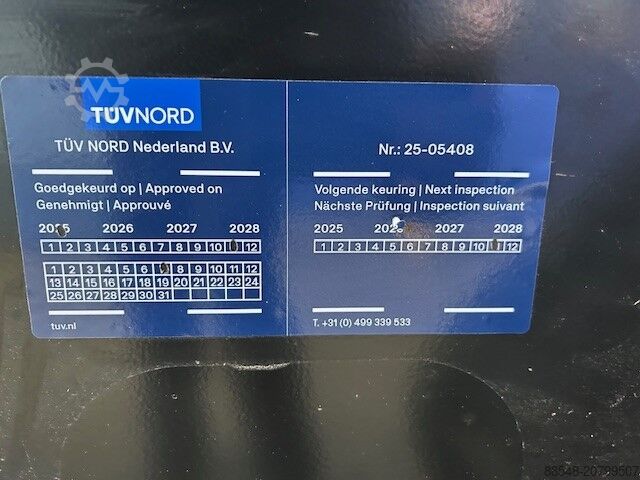 TÜVNORD
TÜV NORD Nederland B.V.
Goedgekeurd op | Approved on
Genehmigt | Approuvé
2025 2026 2027 2028
1 2 3 4 5 6 7 8 9 10 12
1 2 3 4 5 6 8 9 10 11 12
13 14 15 16 17 18 19 20 21 22 23 24
25 26 27 28 29 30 31
tuv.nl
Nr.: 25-05408
Volgende keuring | Next inspection
Nächste Prüfung | Inspection suivant
2025 2026 2027 2028
1 2 3 4 5 6 7 8 9 10 12
T. +31 (0) 499 339 533
83548-20799507